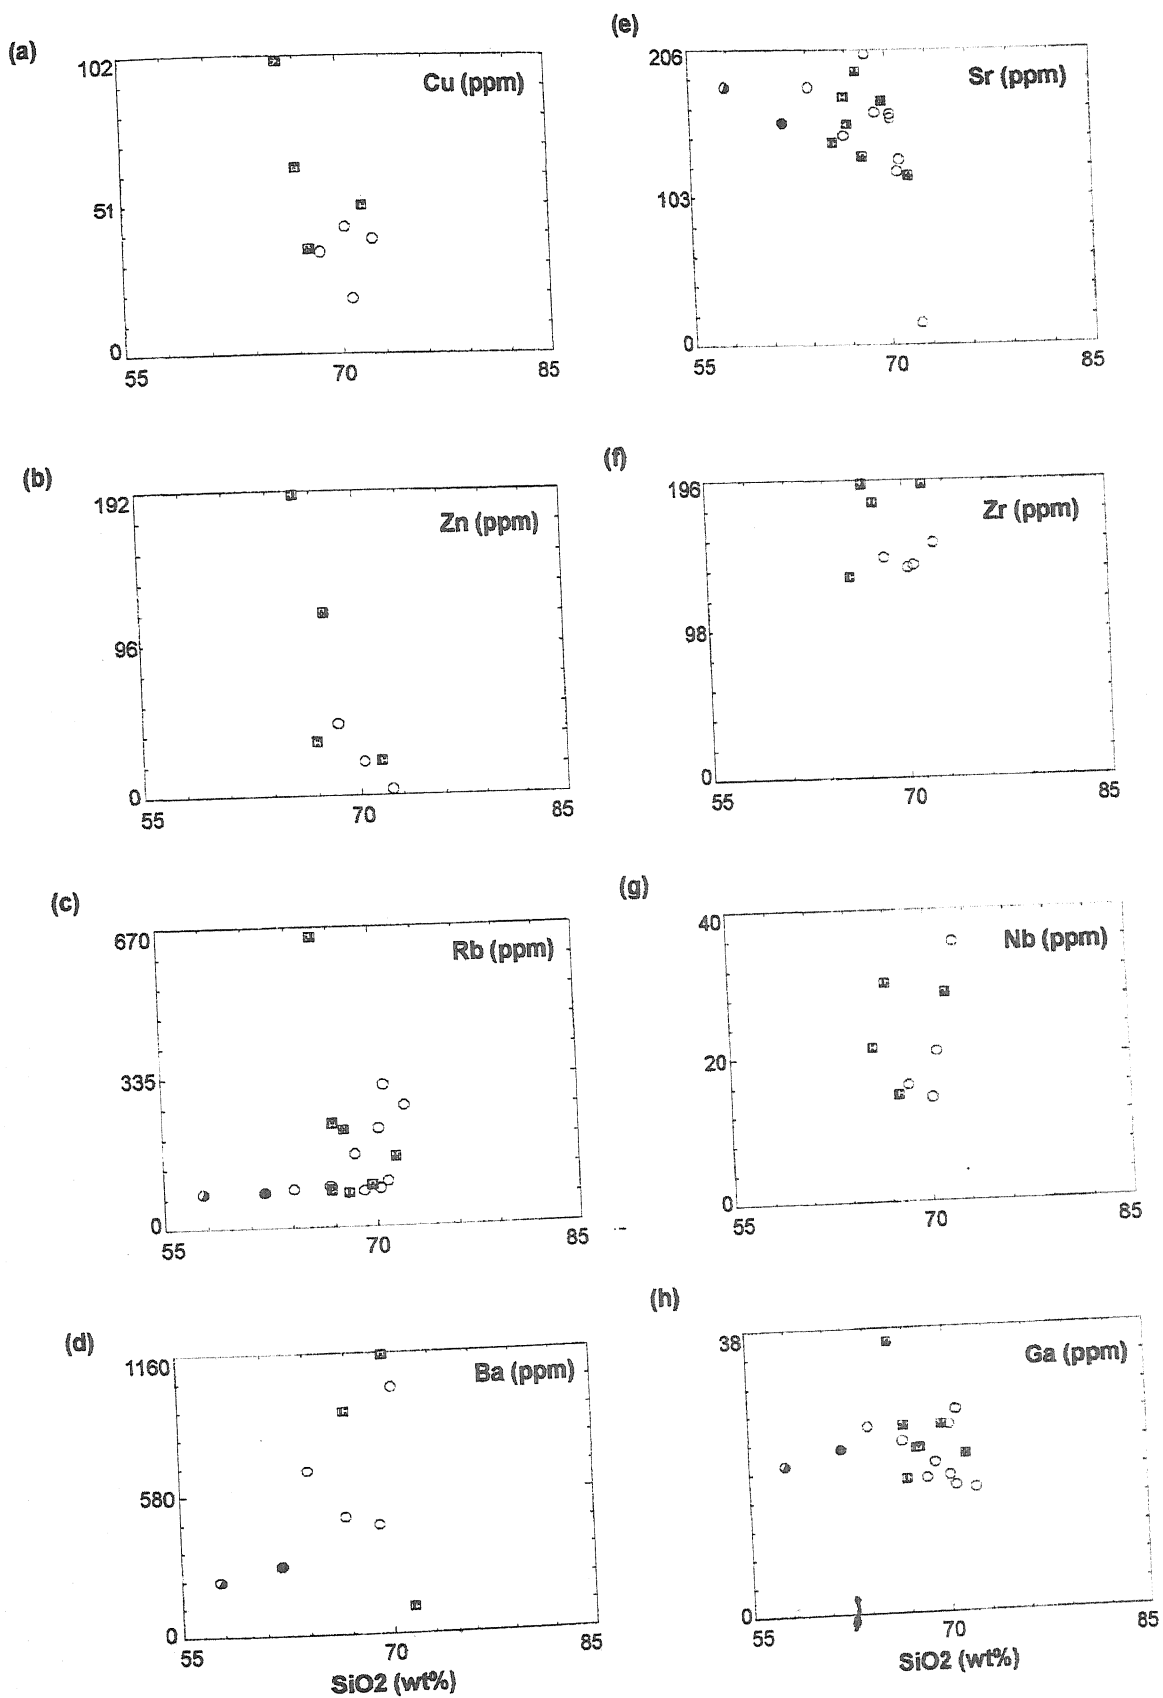 (a)
102
Cu (ppm)
51
0
55
70
85
(b)
192
Zn (ppm)
96
0
55
70
85
(c)
670
Rb (ppm)
335
0
55
70
85
(d)
1160
Ba (ppm)
580
0
55
70
85
SiO2 (wt%)
(e)
206
Sr (ppm)
103
0
55
70
85
(f)
196
Zr (ppm)
98
0
55
70
85
(g)
40
Nb (ppm)
20
0
55
70
85
(h)
38
Ga (ppm)
0
55
70
85
SiO2 (wt%)